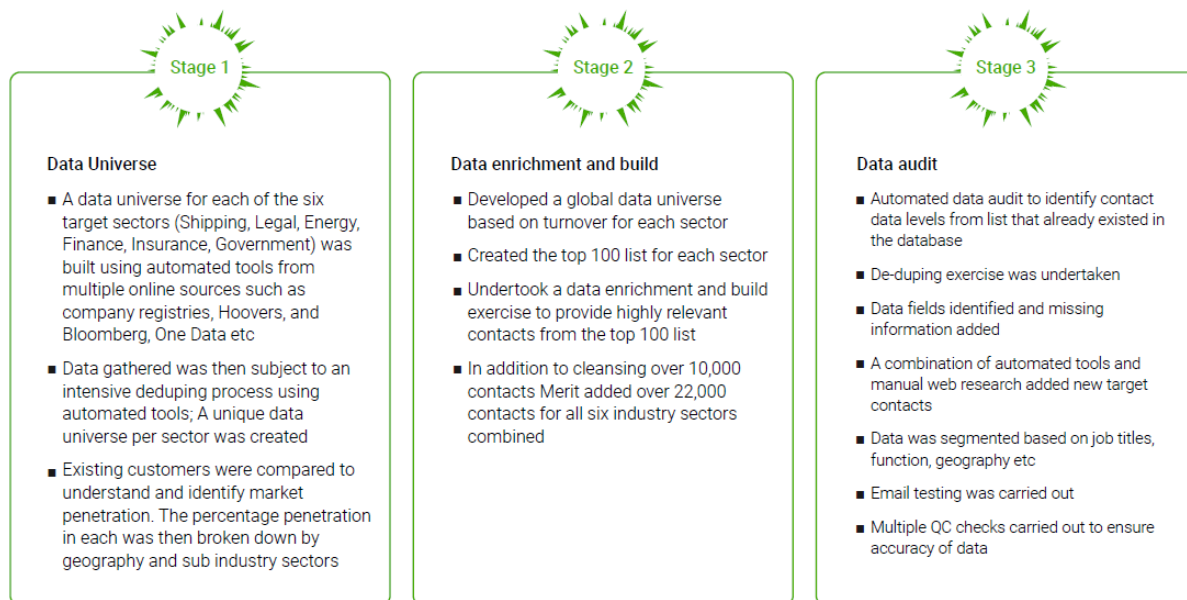 Stage 1
Data Universe
■ A data universe for each of the six
target sectors (Shipping, Legal, Energy,
Finance, Insurance, Government) was
built using automated tools from
multiple online sources such as
company registries, Hoovers, and
Bloomberg, One Data etc
■ Data gathered was then subject to an
intensive deduping process using
automated tools; A unique data
universe per sector was created
■ Existing customers were compared to
understand and identify market
penetration. The percentage penetration
in each was then broken down by
geography and sub industry sectors
Stage 2
Data enrichment and build
■ Developed a global data universe
based on turnover for each sector
■ Created the top 100 list for each sector
■ Undertook a data enrichment and build
exercise to provide highly relevant
contacts from the top 100 list
■ In addition to cleansing over 10,000
contacts Merit added over 22,000
contacts for all six industry sectors
combined
Stage 3
Data audit
■ Automated data audit to identify contact
data levels from list that already existed in
the database
■ De-duping exercise was undertaken
■ Data fields identified and missing
information added
■ A combination of automated tools and
manual web research added new target
contacts
■ Data was segmented based on job titles,
function, geography etc
■ Email testing was carried out
■ Multiple QC checks carried out to ensure
accuracy of data